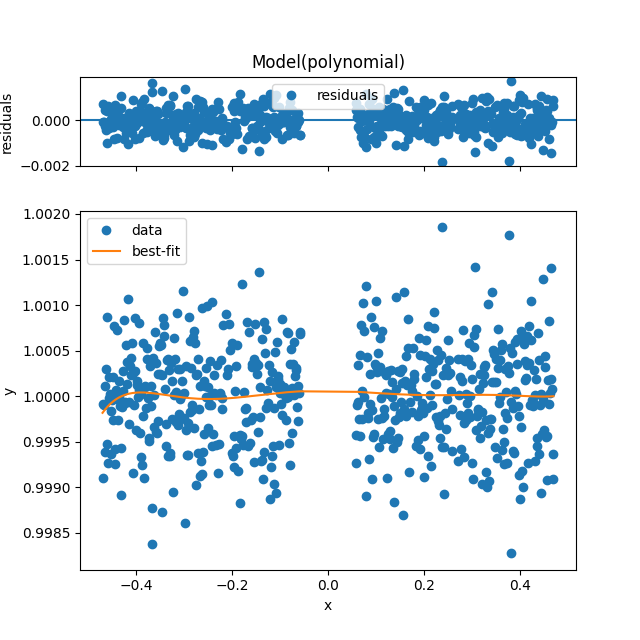 Model(polynomial)
residuals
0.000
−0.002
residuals
1.0020
1.0015
1.0010
1.0005
1.0000
0.9995
0.9990
0.9985
y
data
best-fit
−0.4
−0.2
0.0
0.2
0.4
x